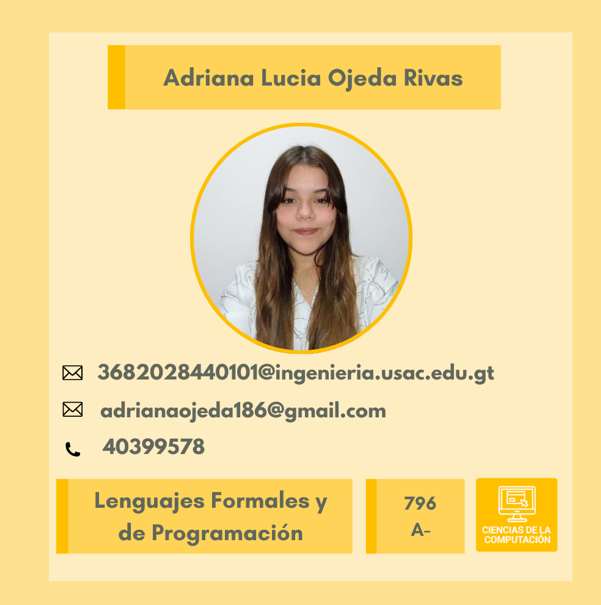 Adriana Lucia Ojeda Rivas
3682028440101@ingenieria.usac.edu.gt
adrianaojeda186@gmail.com
40399578
Lenguajes Formales y
de Programación
796
A-
CIENCIAS DE LA
COMPUTACIÓN